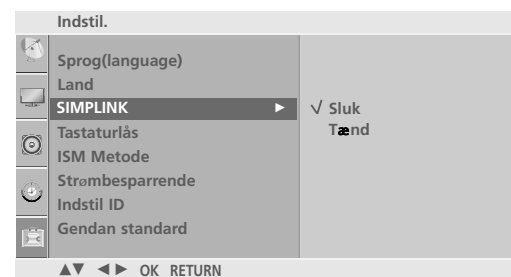 Indstil.
Sprog(language)
Land
SIMPLINK ►
√ Sluk
Tænd
Tastaturlås
ISM Metode
Strømbesparrende
Indstil ID
Gendan standard
▲▼ ◄► OK RETURN